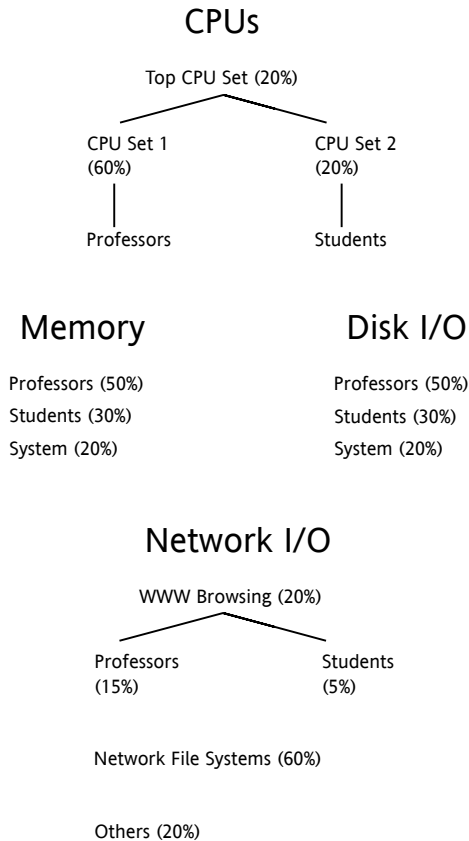 CPUs
Top CPU Set (20%)
CPU Set 1
(60%)
CPU Set 2
(20%)
Professors
Students
Memory
Professors (50%)
Students (30%)
System (20%)
Disk I/O
Professors (50%)
Students (30%)
System (20%)
Network I/O
WWW Browsing (20%)
Professors
(15%)
Students
(5%)
Network File Systems (60%)
Others (20%)